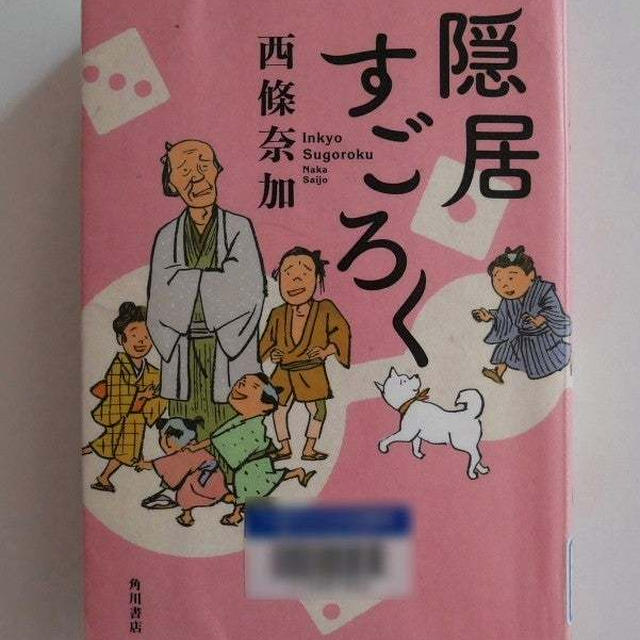 隠居
すごろく
Inkyo
Sugoroku
Naka
Saijo
西條奈加
角川書店